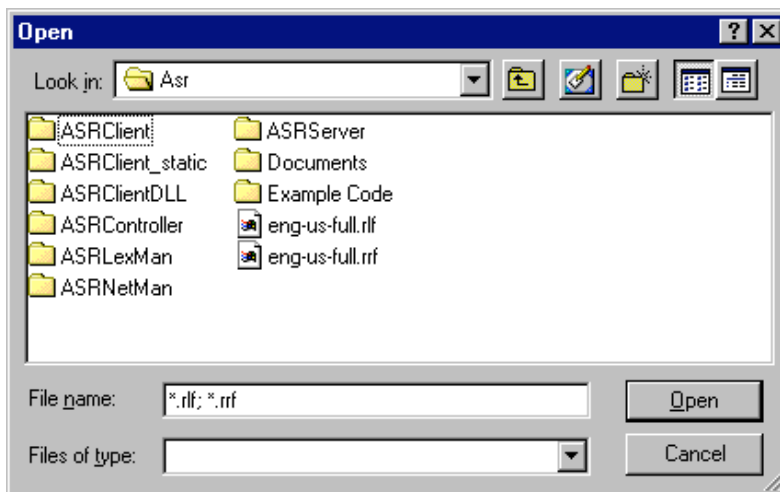 Open
Look in: Asr
ASRClient
ASRClient_static
ASRClientDLL
ASRController
ASRLexMan
ASRNetMan
ASRServer
Documents
Example Code
eng-us-full.rlf
eng-us-full.rrf
File name: *.rlf; *.rrf
Open
Files of type:
Cancel